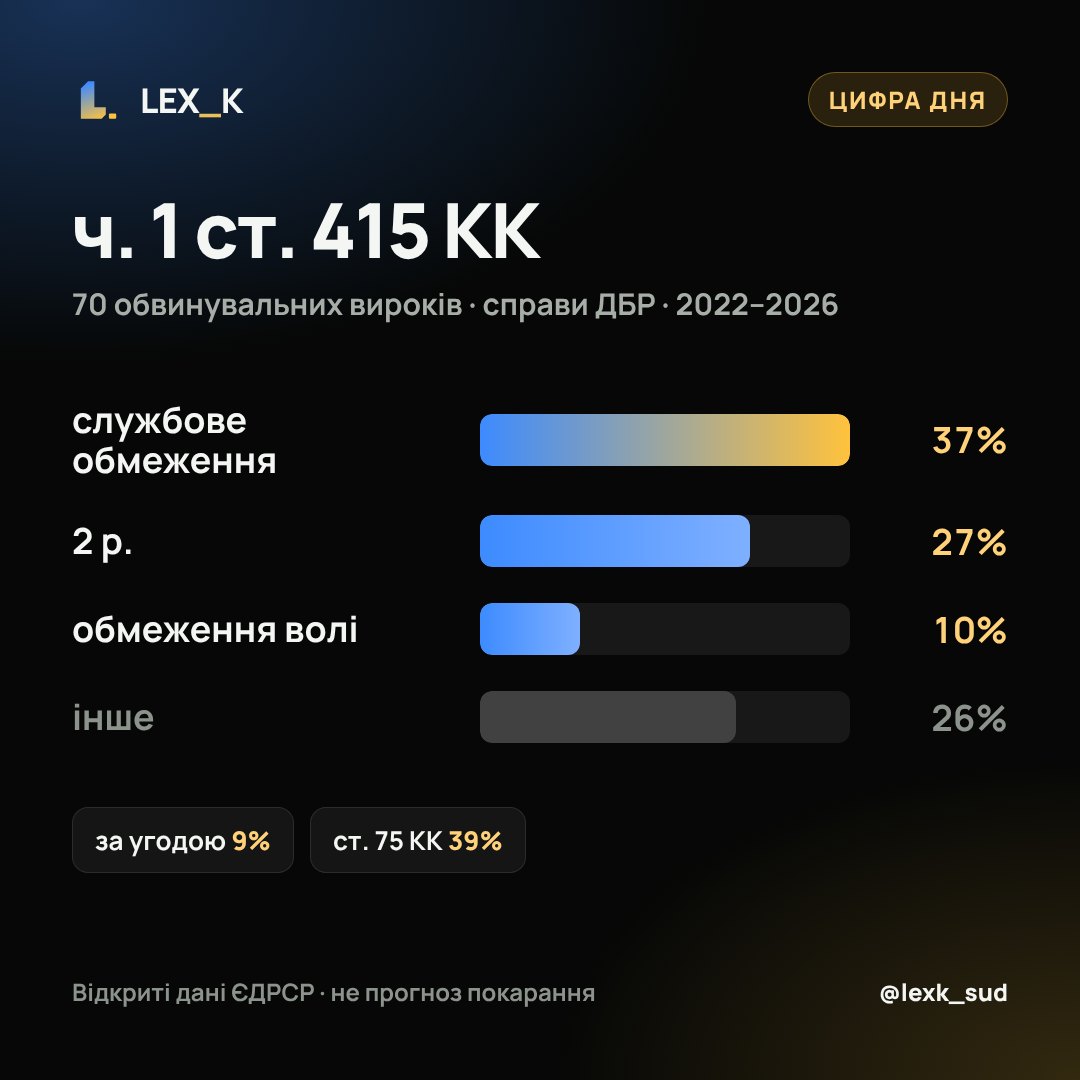 LEX_K
ЦИФРА ДНЯ
ч. 1 ст. 415 КК
70 обвинувальних вироків · справи ДБР · 2022–2026
службове
обмеження
37%
2 р.
27%
обмеження волі
10%
інше
26%
за угодою 9%
ст. 75 КК 39%
Відкриті дані ЄДРСР · не прогноз покарання
@lexk_sud